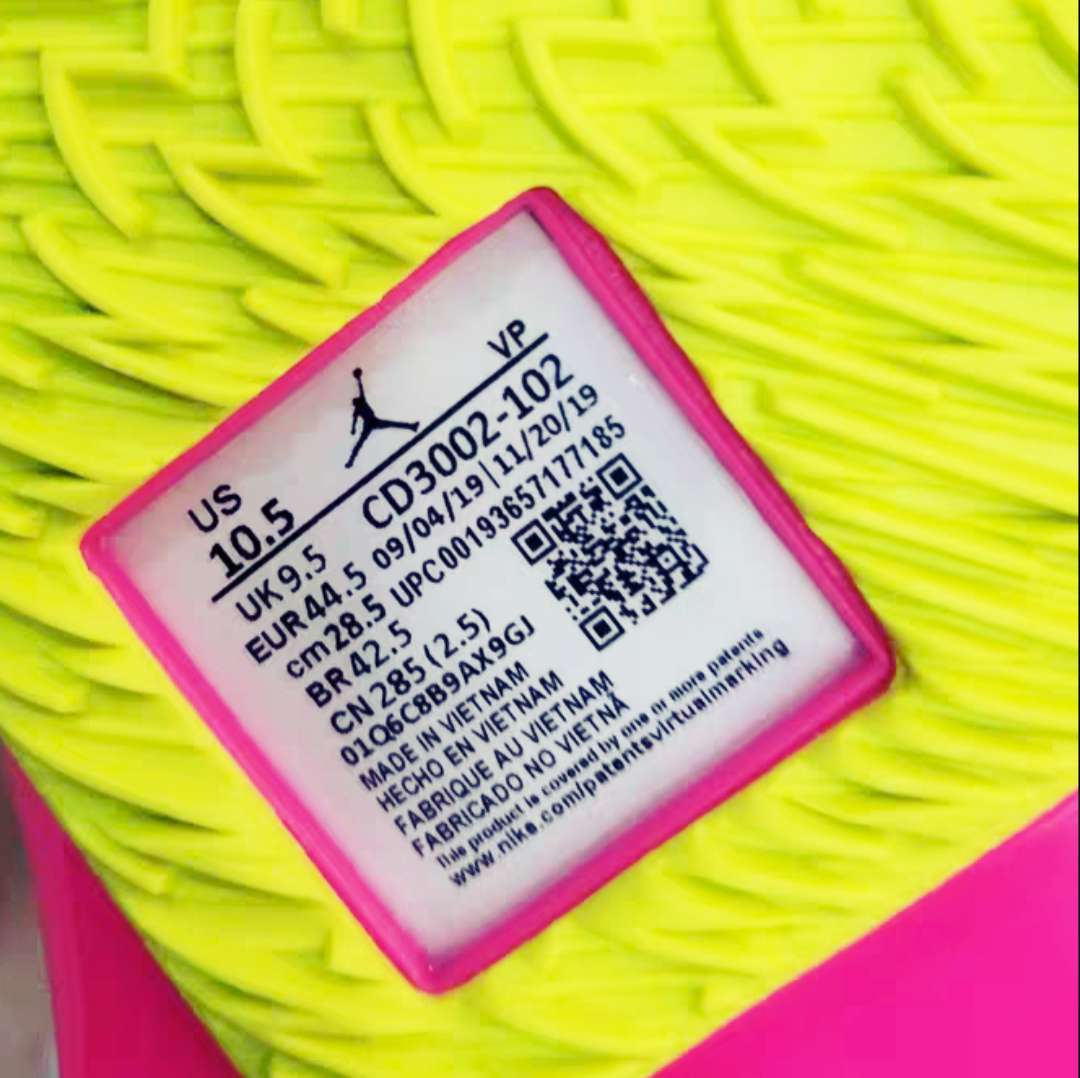 US
10.5
VP
UK 9.5
CD3002-102
EUR 44.5
09/04/19|11/20/19
cm 28.5
UPC00193657177185
BR 42.5
CN 285 (2.5)
01Q6C8B9AX9GJ
MADE IN VIETNAM
HECHO EN VIETNAM
FABRIQUE AU VIETNAM
FABRICADO NO VIETNÃ
This product is covered by one or more patents
www.nike.com/patentsvirtualmarking